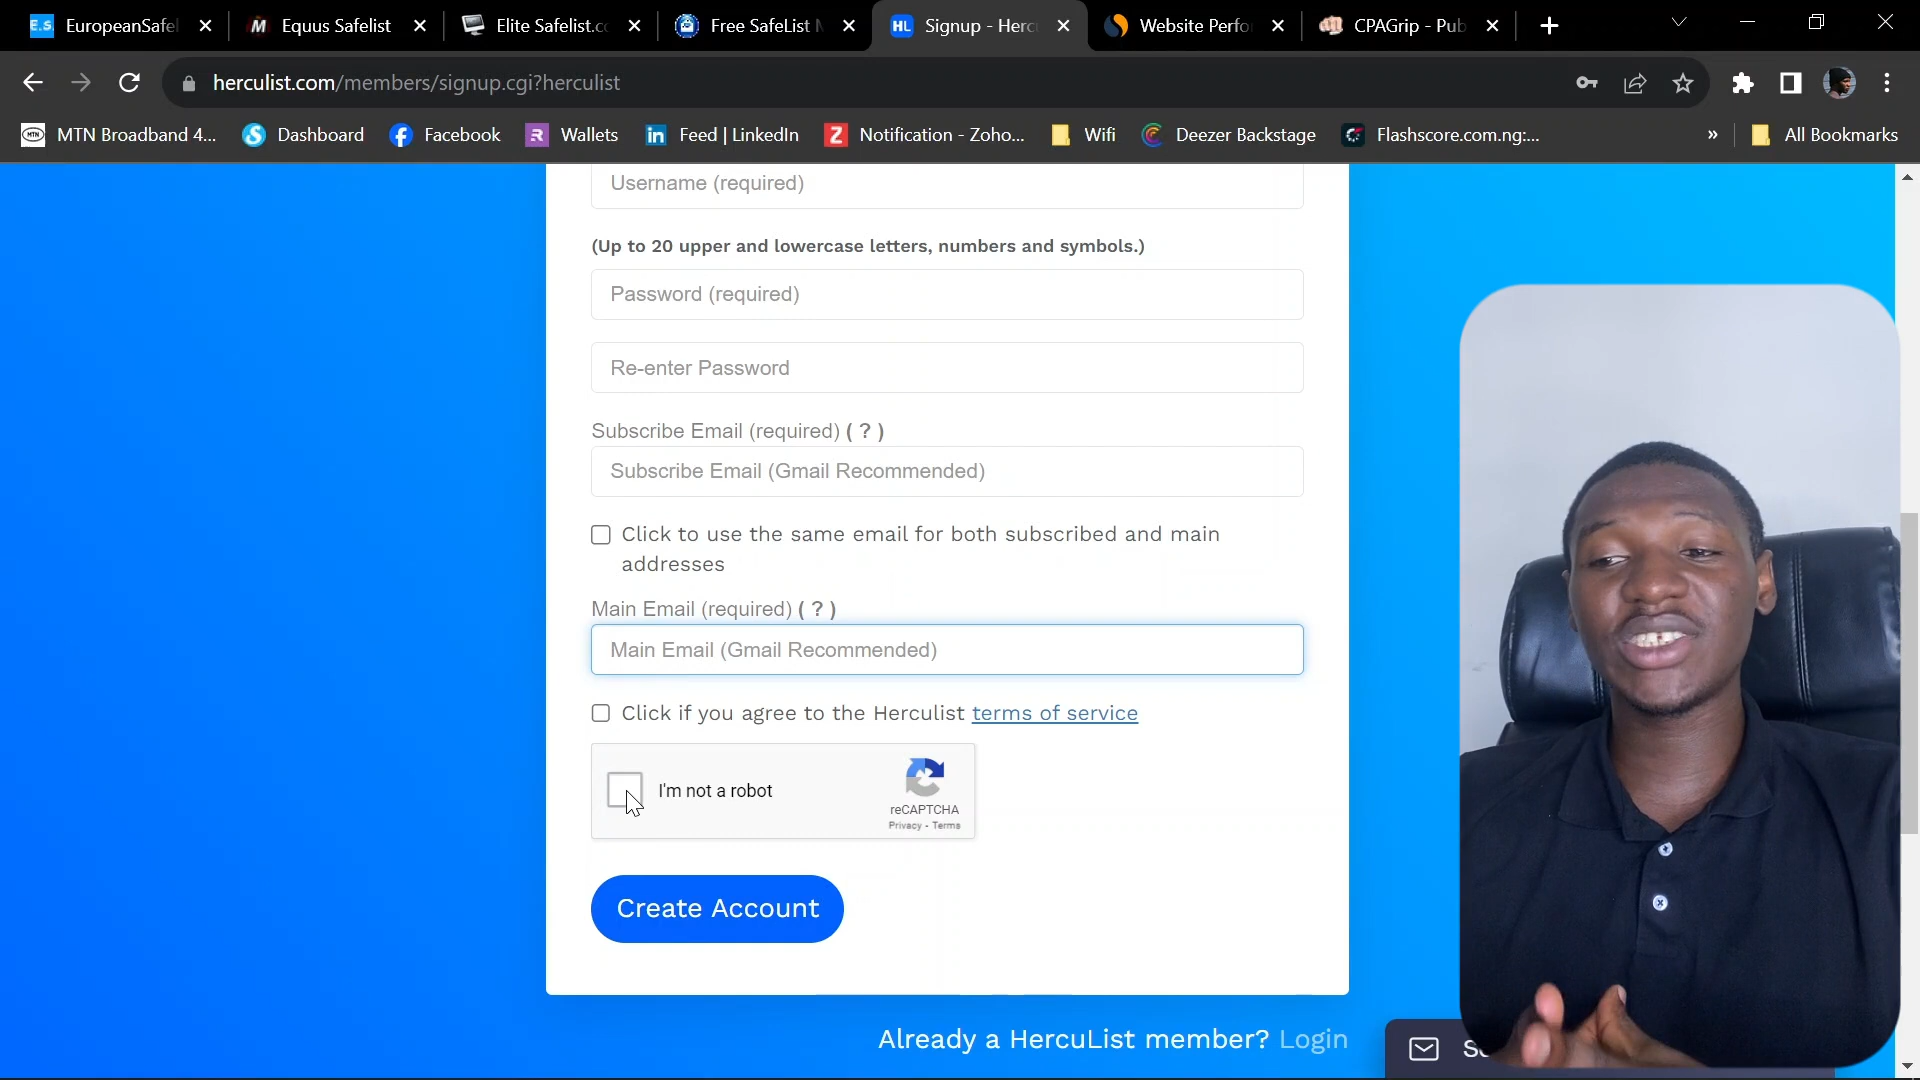 E.S. EuropeanSafel
M Equus Safelist
Elite Safelist.co
Free SafeList M
HL Signup - Herc
Website Perfo
CPAGrip - Pub
herculist.com/members/signup.cgi?herculist
MTN MTN Broadband 4...
Dashboard
Facebook
Wallets
Feed | LinkedIn
Notification - Zoho...
Wifi
Deezer Backstage
Flashscore.com.ng:...
»
All Bookmarks
Username (required)
(Up to 20 upper and lowercase letters, numbers and symbols.)
Password (required)
Re-enter Password
Subscribe Email (required) ( ? )
Subscribe Email (Gmail Recommended)
Click to use the same email for both subscribed and main
addresses
Main Email (required) ( ? )
Main Email (Gmail Recommended)
Click if you agree to the Herculist terms of service
I'm not a robot
reCAPTCHA
Privacy - Terms
Create Account
Already a HercuList member? Login